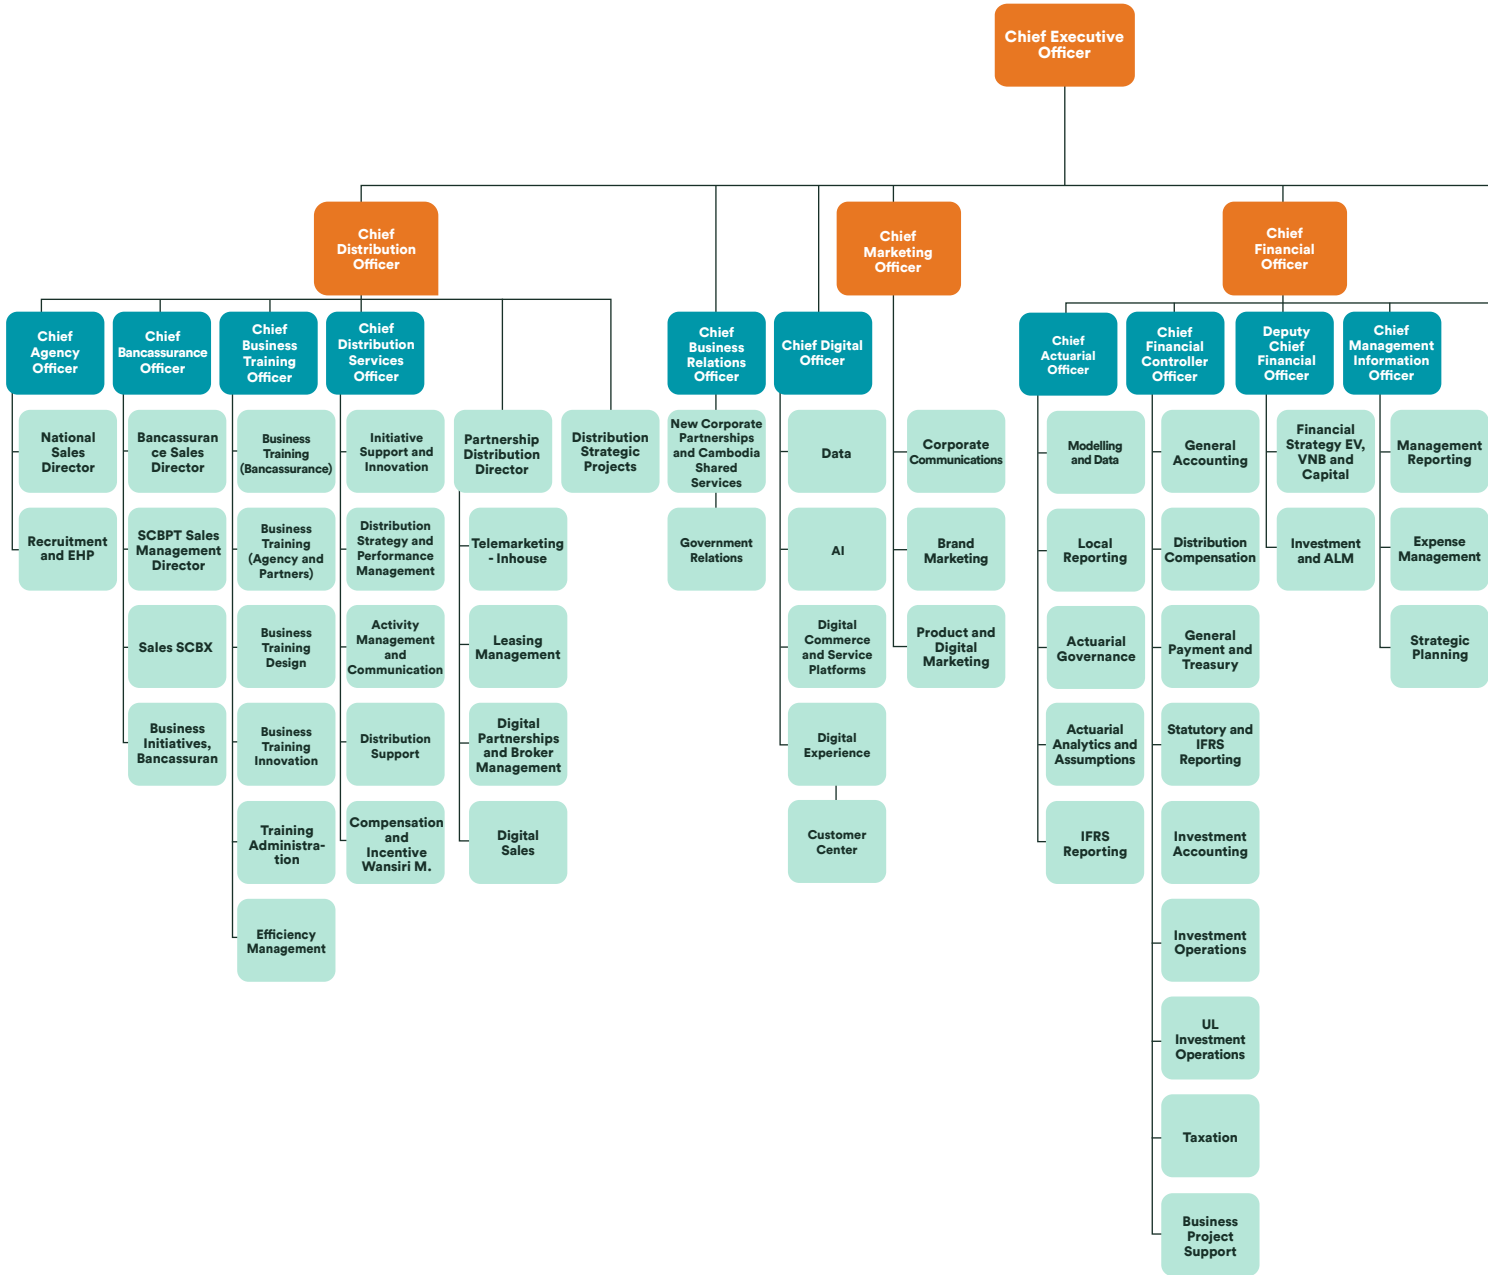 Chief Executive
Officer
Chief
Distribution
Officer
Chief
Marketing
Officer
Chief
Financial
Officer
Chief
Agency
Officer
Chief
Bancassurance
Officer
Chief
Business
Training
Officer
Chief
Distribution
Services
Officer
Chief
Business
Relations
Officer
Chief Digital
Officer
Chief
Actuarial
Officer
Chief
Financial
Controller
Officer
Deputy
Chief
Financial
Officer
Chief
Management
Information
Officer
National
Sales
Director
Bancassuran
ce Sales
Director
Business
Training
(Bancassurance)
Initiative
Support and
Innovation
Partnership
Distribution
Director
Distribution
Strategic
Projects
New Corporate
Partnerships
and Cambodia
Shared
Services
Data
Corporate
Communications
Modelling
and Data
General
Accounting
Financial
Strategy EV,
VNB and
Capital
Management
Reporting
Recruitment
and EHP
SCBPT Sales
Management
Director
Business
Training
(Agency and
Partners)
Distribution
Strategy and
Performance
Management
Telemarketing
- Inhouse
Government
Relations
AI
Brand
Marketing
Local
Reporting
Distribution
Compensation
Investment
and ALM
Expense
Management
Sales SCBX
Business
Training
Design
Activity
Management
and
Communication
Leasing
Management
Digital
Commerce
and Service
Platforms
Product and
Digital
Marketing
Actuarial
Governance
General
Payment and
Treasury
Strategic
Planning
Business
Initiatives,
Bancassuran
Business
Training
Innovation
Distribution
Support
Digital
Partnerships
and Broker
Management
Digital
Experience
Actuarial
Analytics and
Assumptions
Statutory and
IFRS
Reporting
Training
Administra-
tion
Compensation
and
Incentive
Wansiri M.
Digital
Sales
Customer
Center
IFRS
Reporting
Investment
Accounting
Efficiency
Management
Investment
Operations
UL
Investment
Operations
Taxation
Business
Project
Support